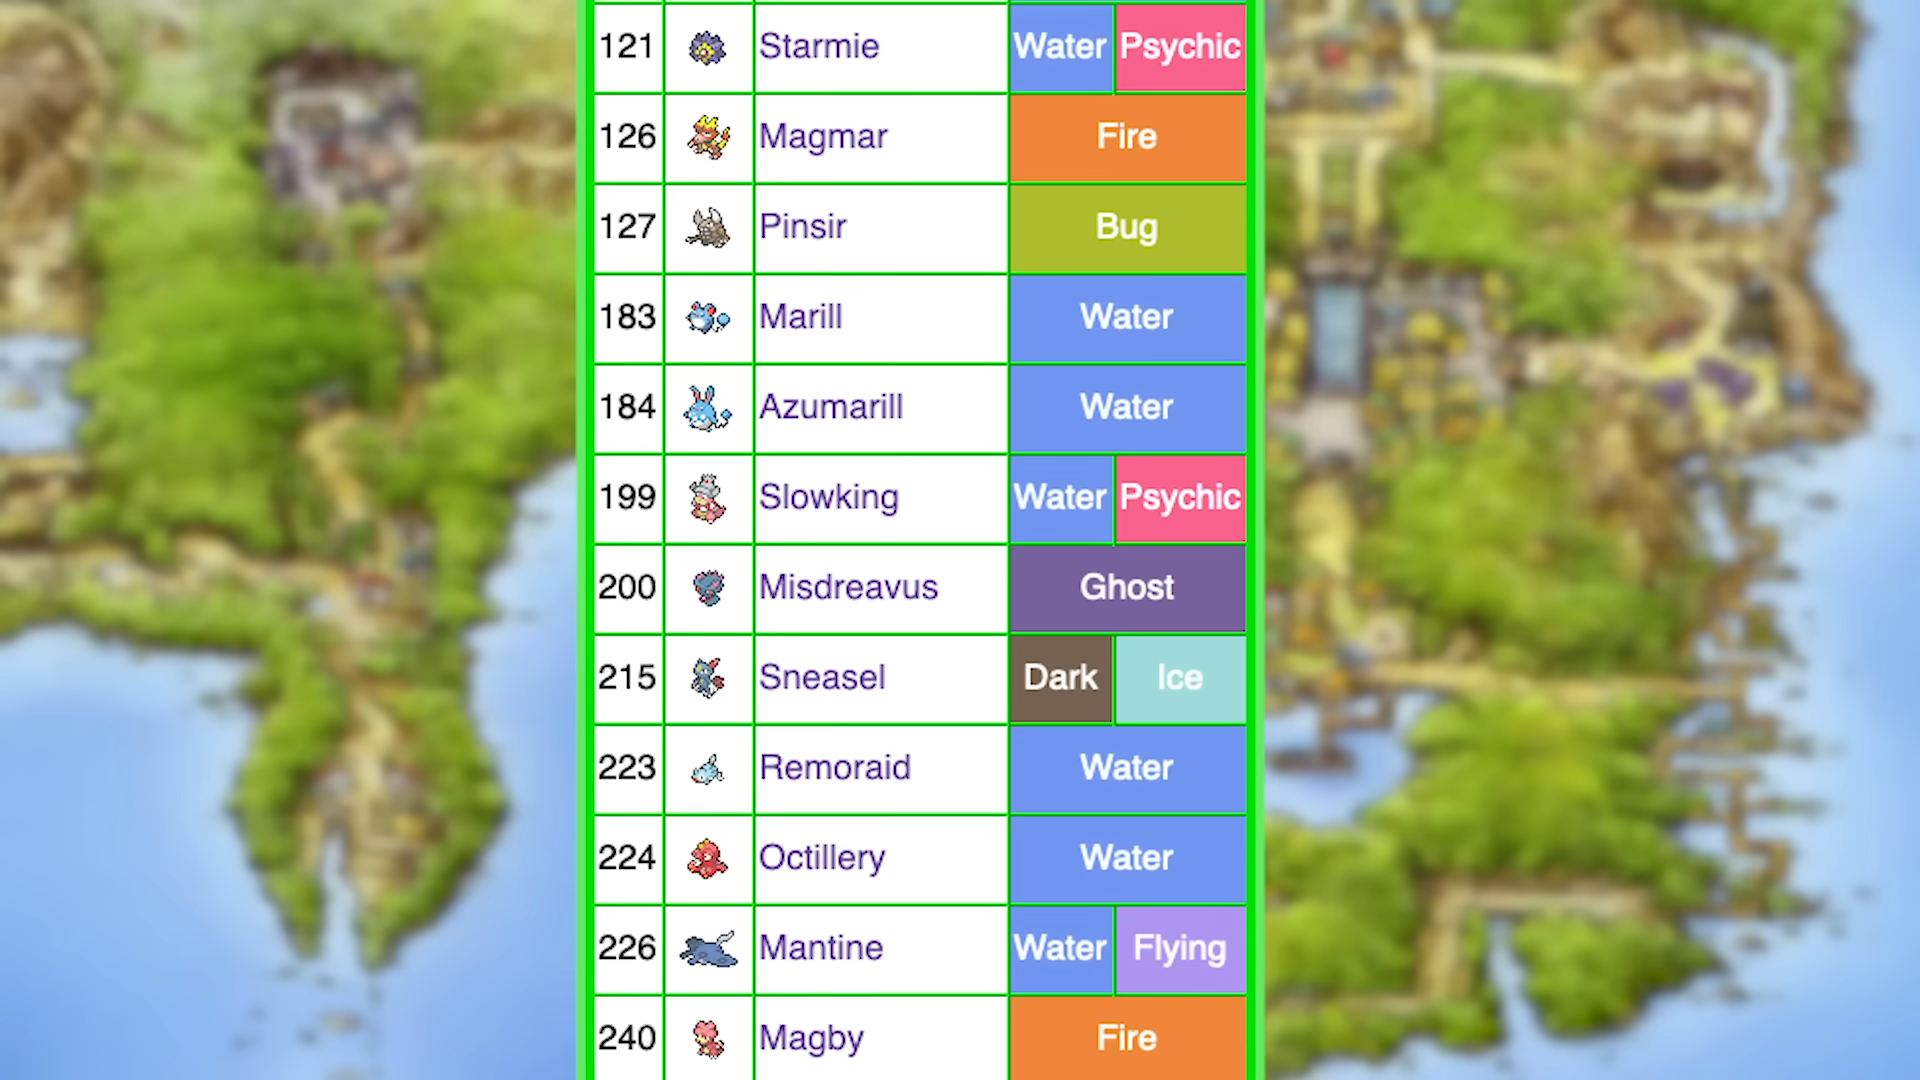 121 Starmie Water Psychic
126 Magmar Fire
127 Pinsir Bug
183 Marill Water
184 Azumarill Water
199 Slowking Water Psychic
200 Misdreavus Ghost
215 Sneasel Dark Ice
223 Remoraid Water
224 Octillery Water
226 Mantine Water Flying
240 Magby Fire